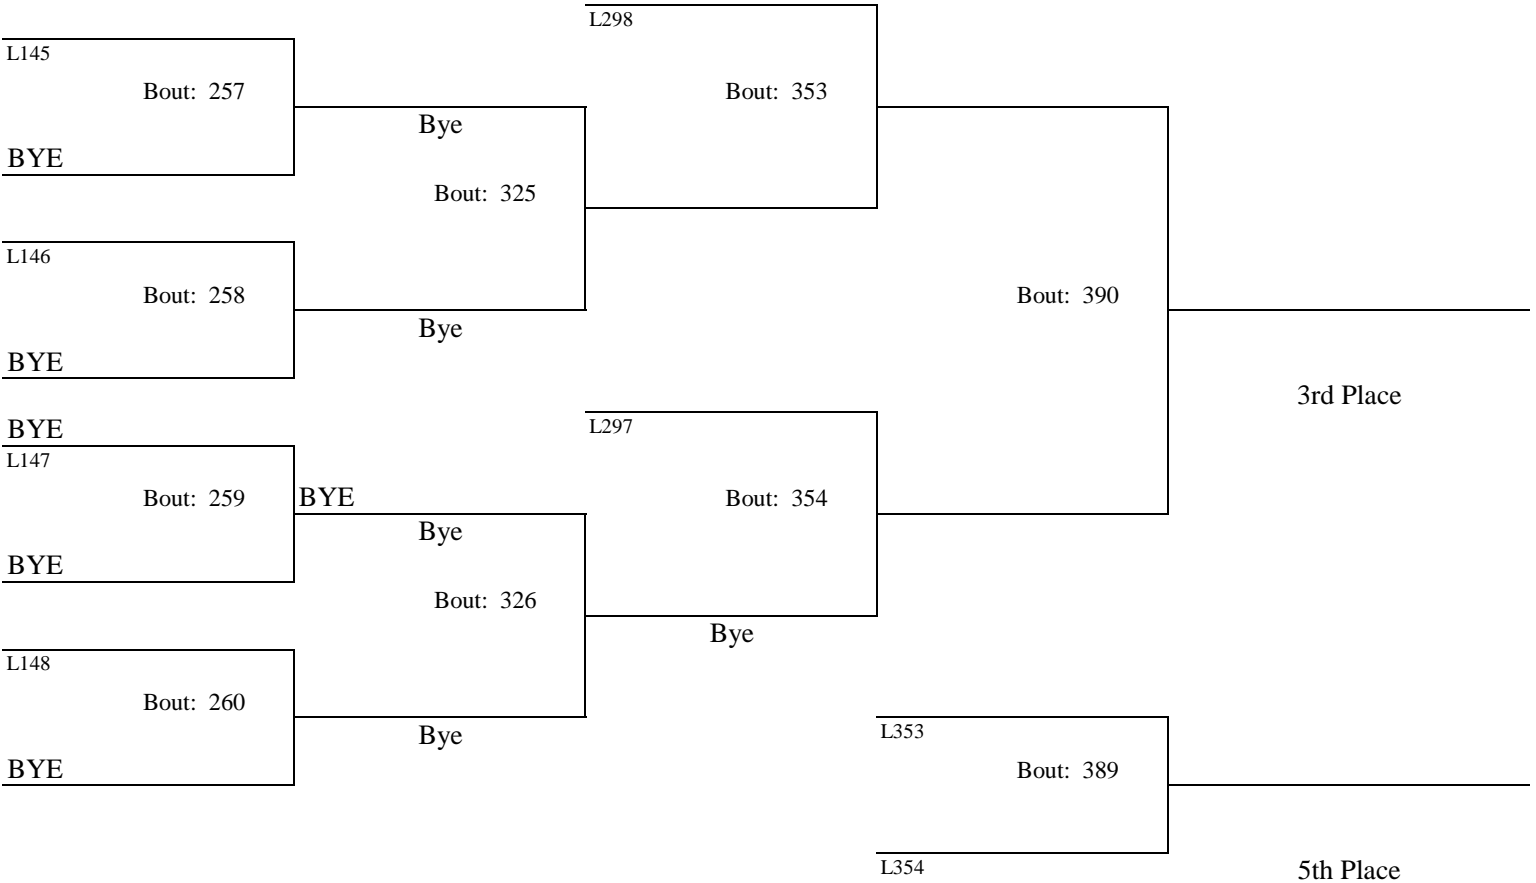 L298
L145
Bout: 257
Bout: 353
Bye
BYE
Bout: 325
L146
Bout: 258
Bout: 390
Bye
BYE
3rd Place
BYE
L297
L147
Bout: 259
BYE
Bout: 354
Bye
BYE
Bout: 326
Bye
L148
Bout: 260
Bye
L353
BYE
Bout: 389
L354
5th Place